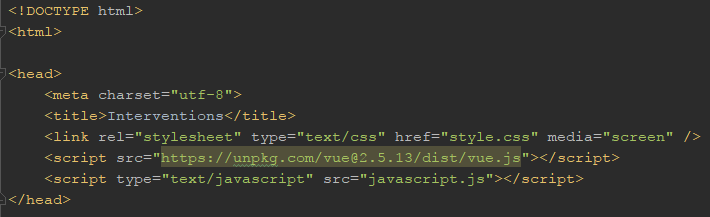 <!DOCTYPE html>
<html>
<head>
<meta charset="utf-8">
<title>Interventions</title>
<link rel="stylesheet" type="text/css" href="style.css" media="screen" />
<script src="https://unpkg.com/vue@2.5.13/dist/vue.js"></script>
<script type="text/javascript" src="javascript.js"></script>
</head>